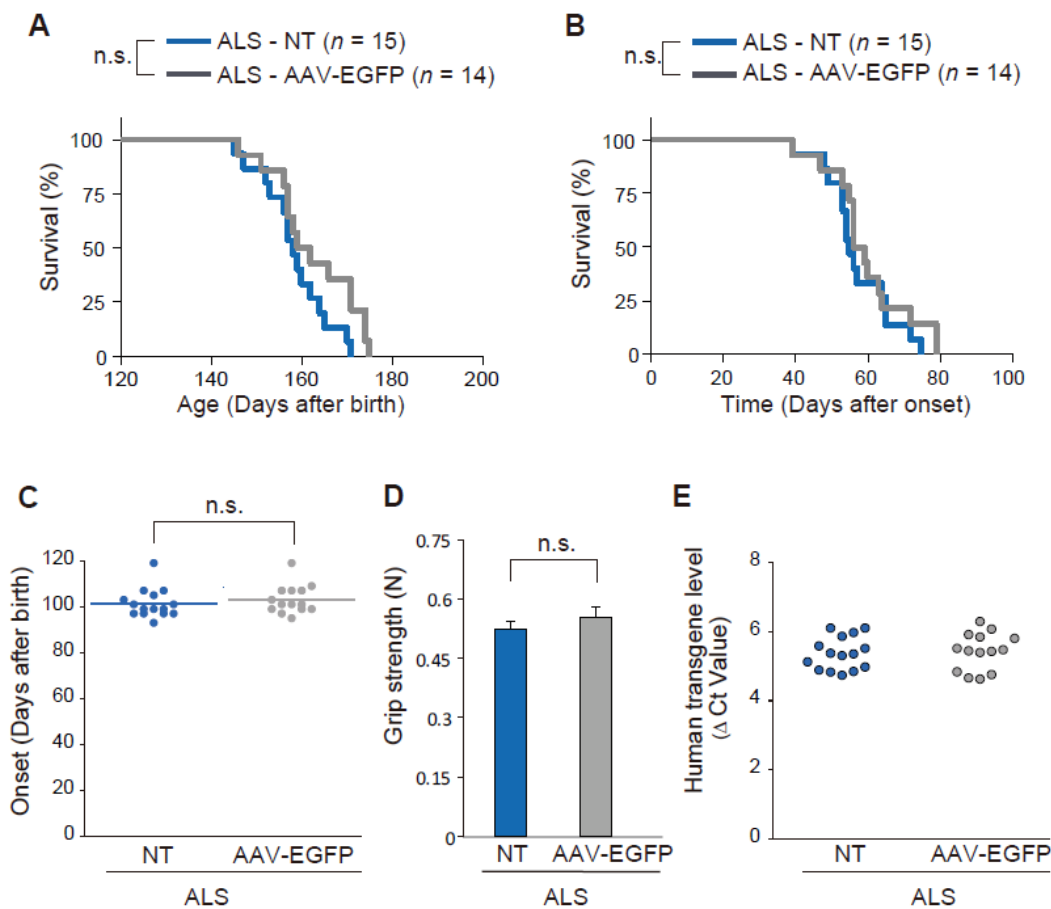 A
n.s.
ALS - NT (n = 15)
ALS - AAV-EGFP (n = 14)
Survival (%)
100
75
50
25
0
120 140 160 180 200
Age (Days after birth)
B
n.s.
ALS - NT (n = 15)
ALS - AAV-EGFP (n = 14)
Survival (%)
100
75
50
25
0
0 20 40 60 80 100
Time (Days after onset)
C
n.s.
Onset (Days after birth)
120
100
80
60
40
20
0
NT AAV-EGFP
ALS
D
n.s.
Grip strength (N)
0.75
0.6
0.45
0.3
0.15
0
NT AAV-EGFP
ALS
E
Human transgene level
(Δ Ct Value)
8
6
4
2
0
NT AAV-EGFP
ALS